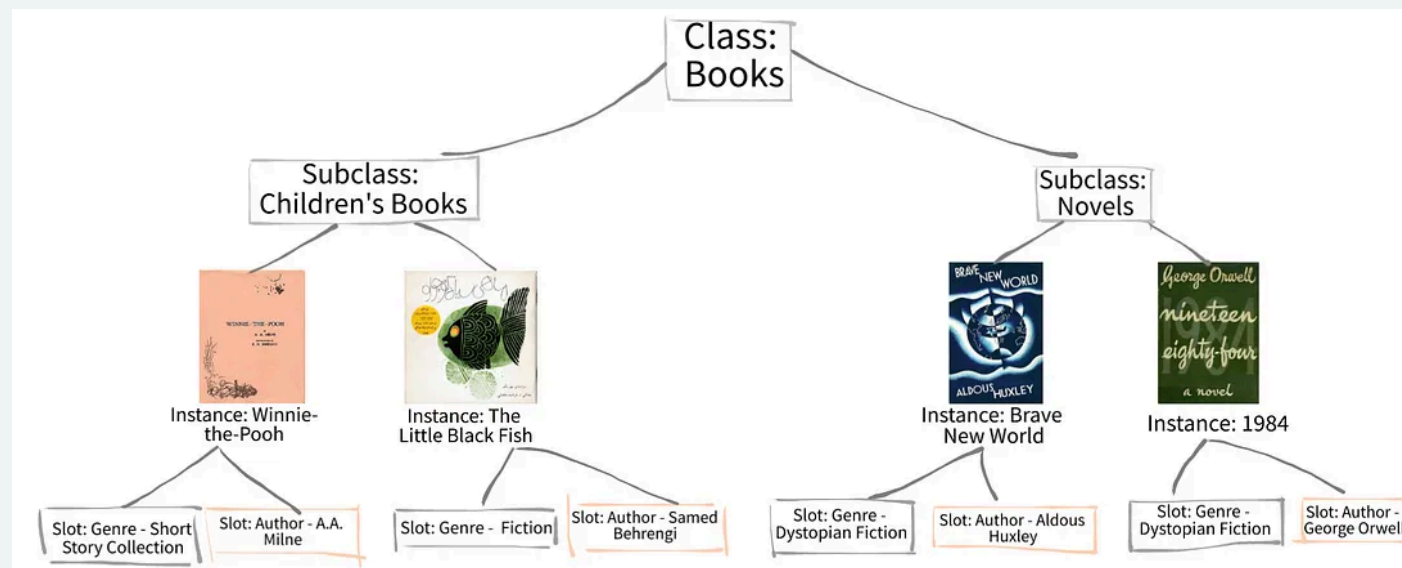 Class:
Books
Subclass:
Children's Books
Subclass:
Novels
WINNIE-THE-POOH
BRAVE NEW WORLD
ALDOUS HUXLEY
George Orwell
1984
nineteen
eighty-four
a novel
Instance: Winnie-
the-Pooh
Instance: The
Little Black Fish
Instance: Brave
New World
Instance: 1984
Slot: Genre - Short
Story Collection
Slot: Author - A.A.
Milne
Slot: Genre - Fiction
Slot: Author - Samed
Behrengi
Slot: Genre -
Dystopian Fiction
Slot: Author - Aldous
Huxley
Slot: Genre -
Dystopian Fiction
Slot: Author -
George Orwell